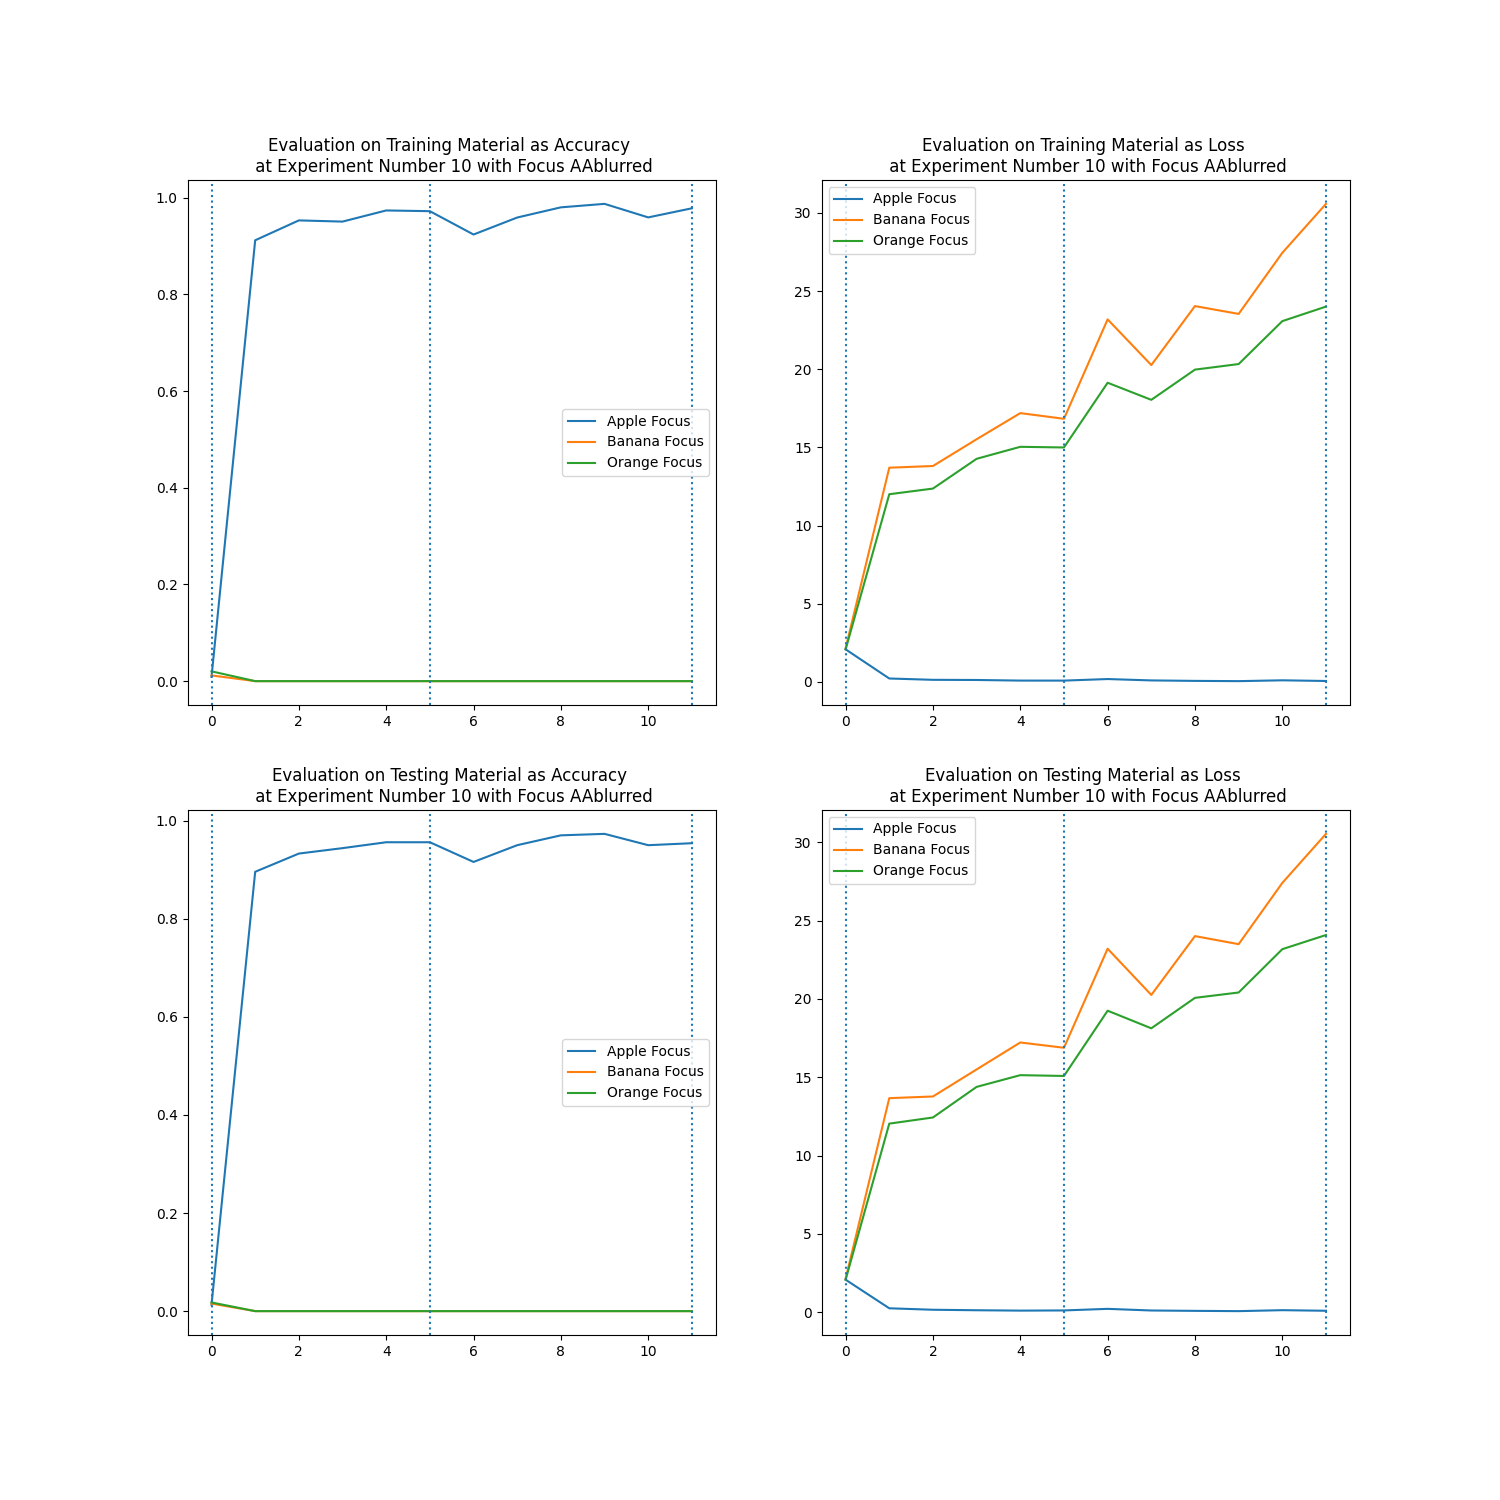 Evaluation on Training Material as Accuracy
at Experiment Number 10 with Focus AAblurred
1.0
0.8
0.6
0.4
0.2
0.0
Apple Focus
Banana Focus
Orange Focus
0 2 4 6 8 10
Evaluation on Training Material as Loss
at Experiment Number 10 with Focus AAblurred
Apple Focus
Banana Focus
Orange Focus
30
25
20
15
10
5
0
0 2 4 6 8 10
Evaluation on Testing Material as Accuracy
at Experiment Number 10 with Focus AAblurred
1.0
0.8
0.6
0.4
0.2
0.0
Apple Focus
Banana Focus
Orange Focus
0 2 4 6 8 10
Evaluation on Testing Material as Loss
at Experiment Number 10 with Focus AAblurred
Apple Focus
Banana Focus
Orange Focus
30
25
20
15
10
5
0
0 2 4 6 8 10